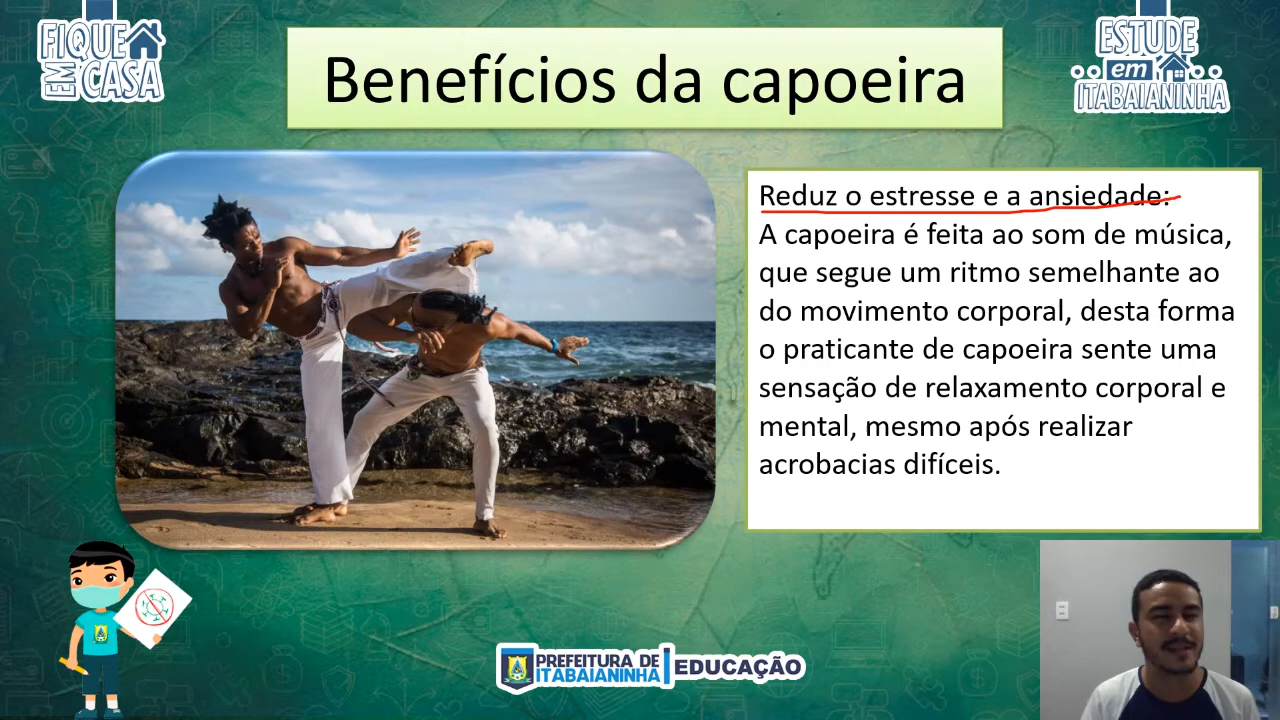 FIQUE
EM CASA
Benefícios da capoeira
ESTUDE
em
ITABAIANINHA
Reduz o estresse e a ansiedade:
A capoeira é feita ao som de música,
que segue um ritmo semelhante ao
do movimento corporal, desta forma
o praticante de capoeira sente uma
sensação de relaxamento corporal e
mental, mesmo após realizar
acrobacias difíceis.
PREFEITURA DE
ITABAIANINHA
EDUCAÇÃO